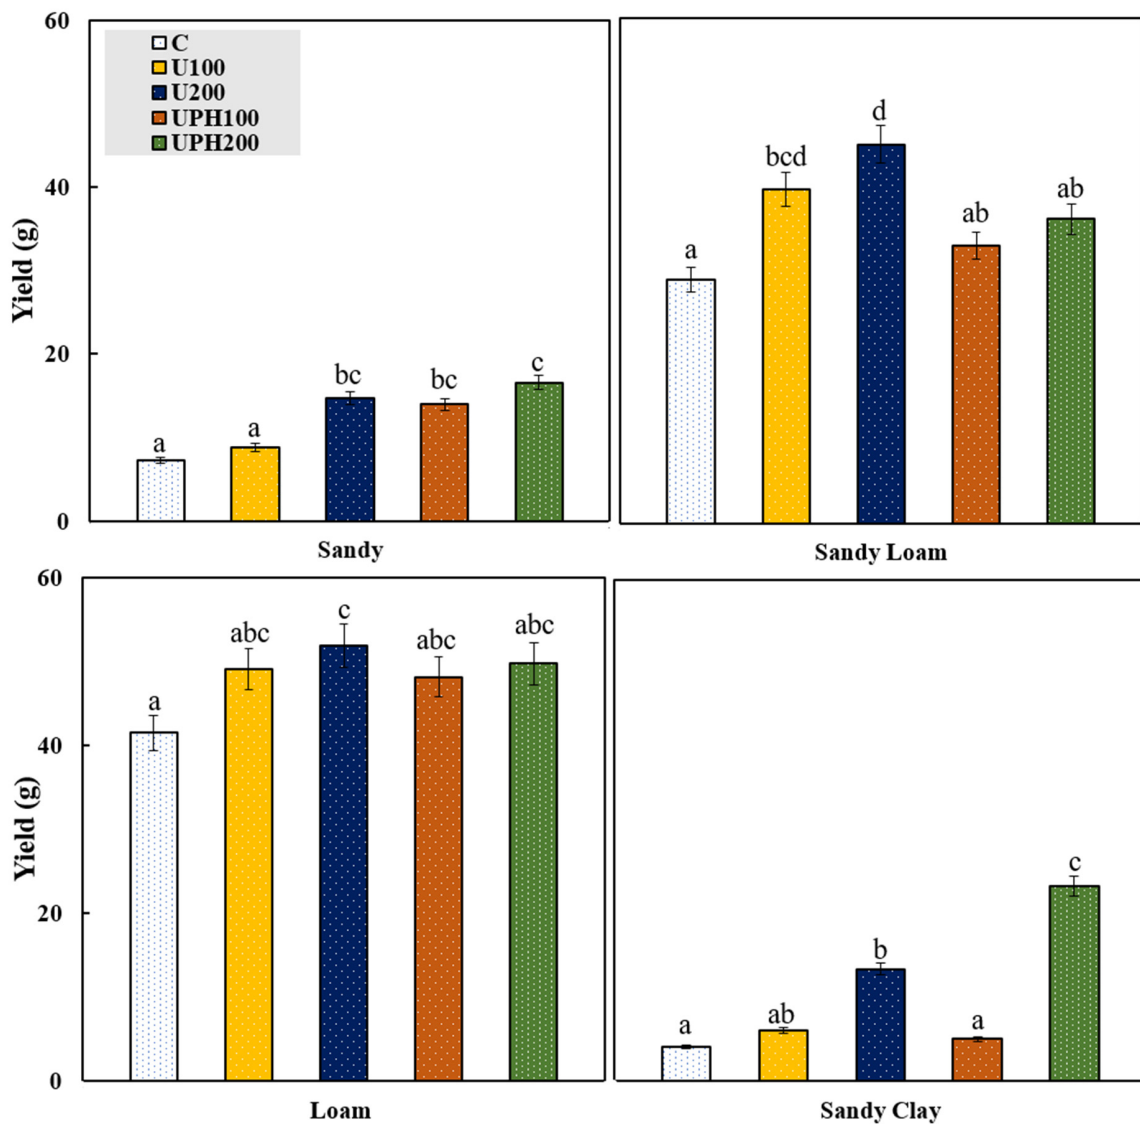 60
40
20
0
Yield (g)
C
U100
U200
UPH100
UPH200
a
a
bc
bc
c
Sandy
a
bcd
d
ab
ab
Sandy Loam
60
40
20
0
Yield (g)
a
abc
c
abc
abc
Loam
a
ab
b
a
c
Sandy Clay